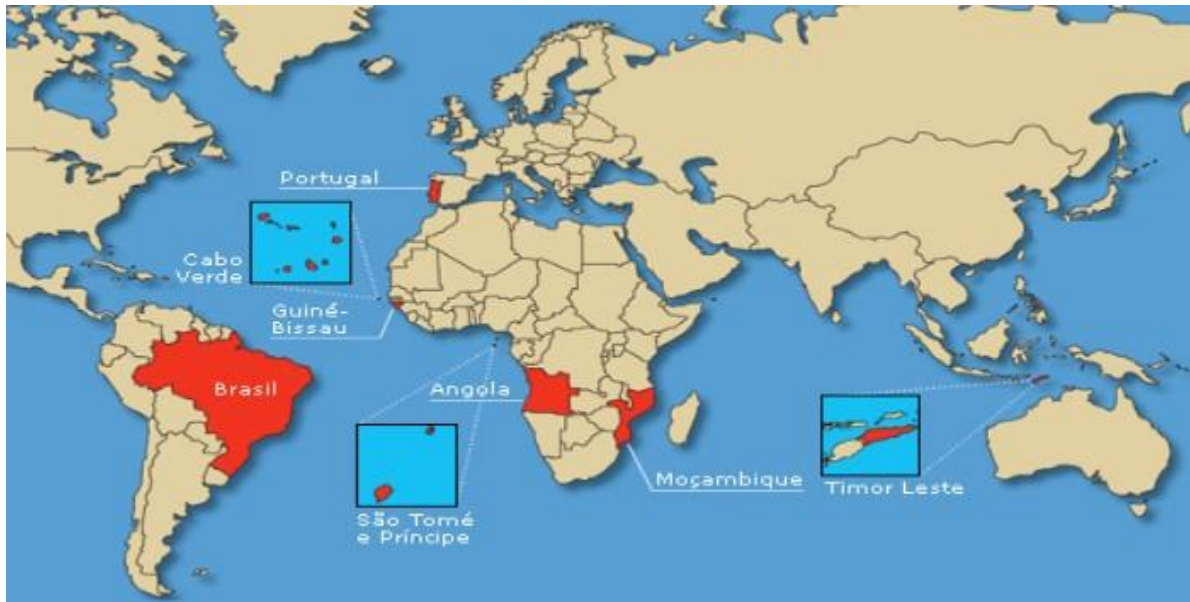 Portugal
Cabo
Verde
Guiné-
Bissau
Brasil
Angola
São Tomé
e Príncipe
Moçambique
Timor Leste